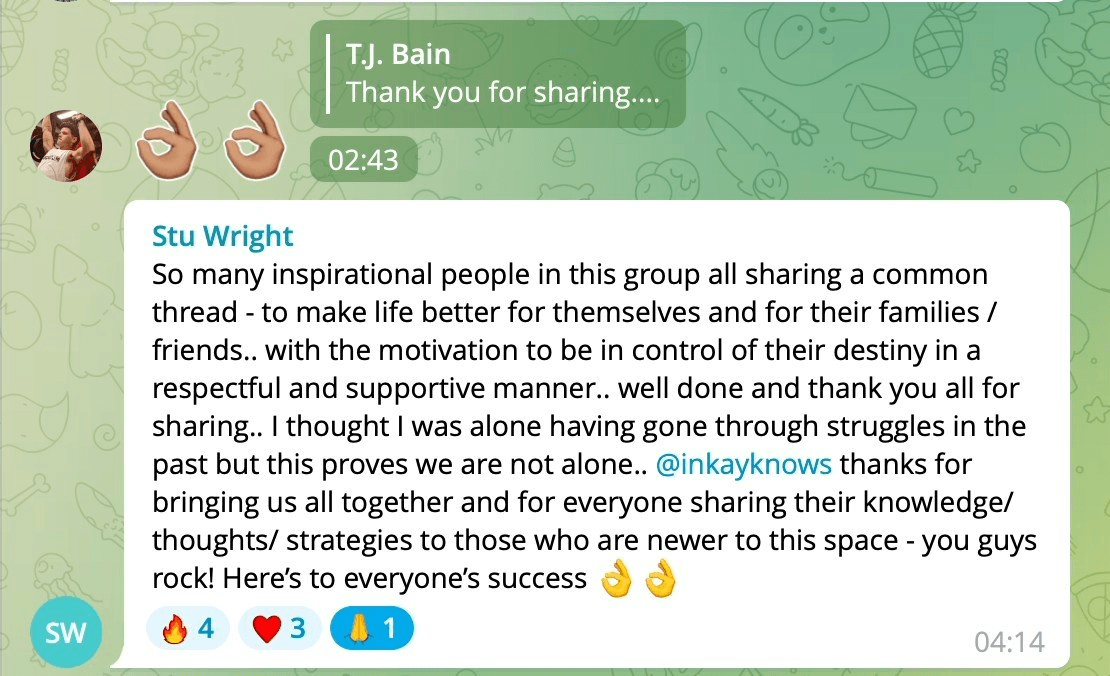 T.J. Bain
Thank you for sharing....
👌🏽👌🏽
02:43
Stu Wright
So many inspirational people in this group all sharing a common
thread - to make life better for themselves and for their families /
friends.. with the motivation to be in control of their destiny in a
respectful and supportive manner.. well done and thank you all for
sharing.. I thought I was alone having gone through struggles in the
past but this proves we are not alone.. @inkayknows thanks for
bringing us all together and for everyone sharing their knowledge/
thoughts/ strategies to those who are newer to this space - you guys
rock! Here’s to everyone’s success 👌👌
🔥 4 ❤️ 3 🙏 1
SW
04:14